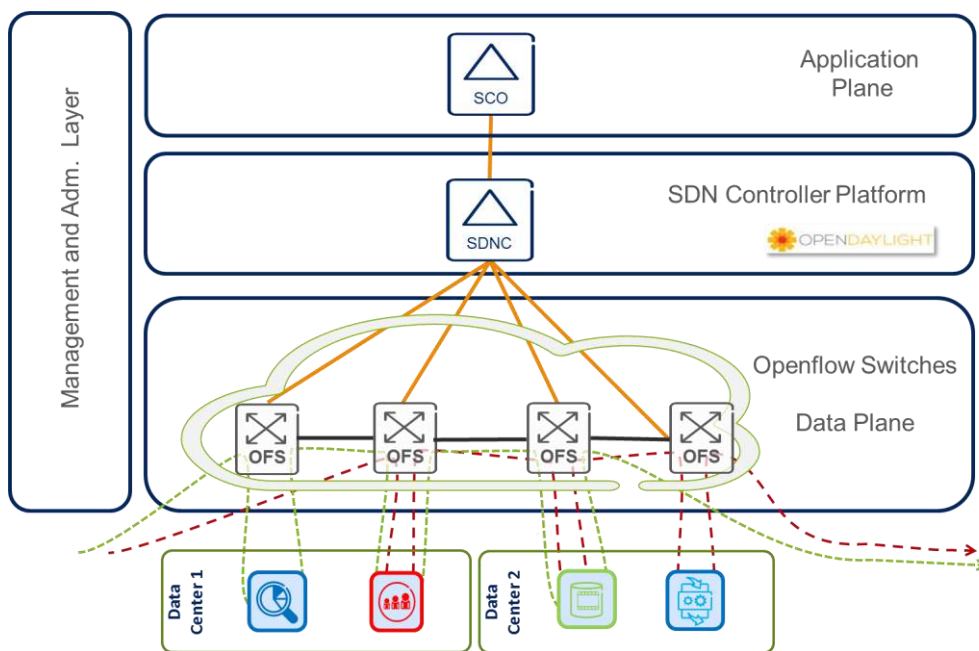 Management and Adm. Layer
Application
Plane
SCO
SDN Controller Platform
SDNC
OPENDAYLIGHT
Openflow Switches
Data Plane
OFS
OFS
OFS
OFS
Data
Center 1
Data
Center 2